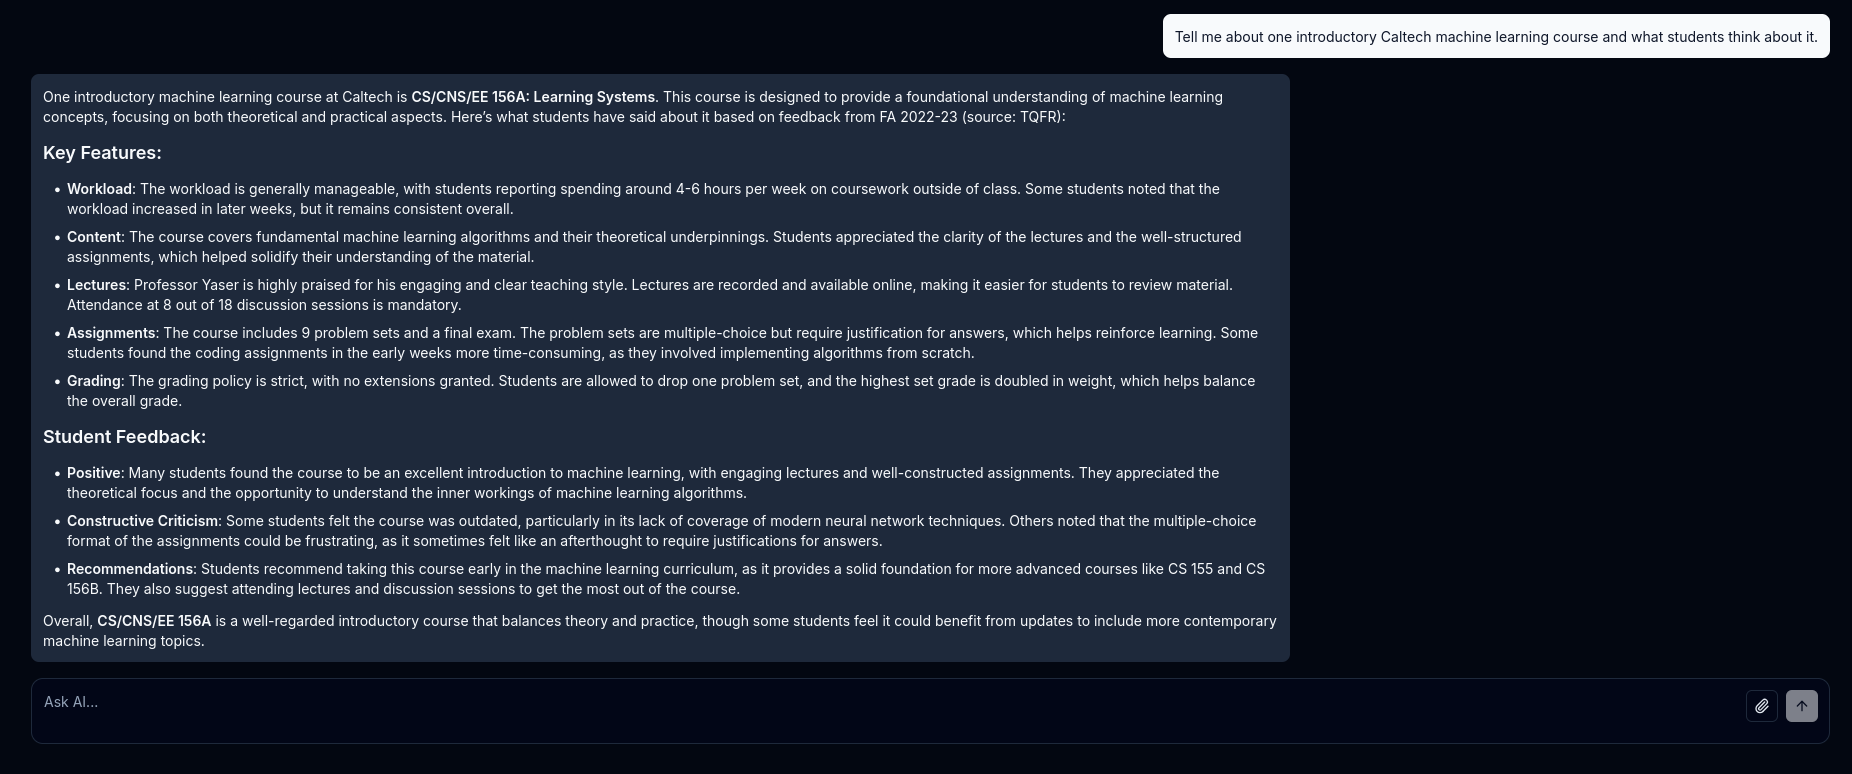 Tell me about one introductory Caltech machine learning course and what students think about it.
One introductory machine learning course at Caltech is CS/CNS/EE 156A: Learning Systems. This course is designed to provide a foundational understanding of machine learning
concepts, focusing on both theoretical and practical aspects. Here's what students have said about it based on feedback from FA 2022-23 (source: TQFR):
Key Features:
• Workload: The workload is generally manageable, with students reporting spending around 4-6 hours per week on coursework outside of class. Some students noted that the
workload increased in later weeks, but it remains consistent overall.
• Content: The course covers fundamental machine learning algorithms and their theoretical underpinnings. Students appreciated the clarity of the lectures and the well-structured
assignments, which helped solidify their understanding of the material.
• Lectures: Professor Yaser is highly praised for his engaging and clear teaching style. Lectures are recorded and available online, making it easier for students to review material.
Attendance at 8 out of 18 discussion sessions is mandatory.
• Assignments: The course includes 9 problem sets and a final exam. The problem sets are multiple-choice but require justification for answers, which helps reinforce learning. Some
students found the coding assignments in the early weeks more time-consuming, as they involved implementing algorithms from scratch.
• Grading: The grading policy is strict, with no extensions granted. Students are allowed to drop one problem set, and the highest set grade is doubled in weight, which helps balance
the overall grade.
Student Feedback:
• Positive: Many students found the course to be an excellent introduction to machine learning, with engaging lectures and well-constructed assignments. They appreciated the
theoretical focus and the opportunity to understand the inner workings of machine learning algorithms.
• Constructive Criticism: Some students felt the course was outdated, particularly in its lack of coverage of modern neural network techniques. Others noted that the multiple-choice
format of the assignments could be frustrating, as it sometimes felt like an afterthought to require justifications for answers.
• Recommendations: Students recommend taking this course early in the machine learning curriculum, as it provides a solid foundation for more advanced courses like CS 155 and CS
156B. They also suggest attending lectures and discussion sessions to get the most out of the course.
Overall, CS/CNS/EE 156A is a well-regarded introductory course that balances theory and practice, though some students feel it could benefit from updates to include more contemporary
machine learning topics.
Ask AI...